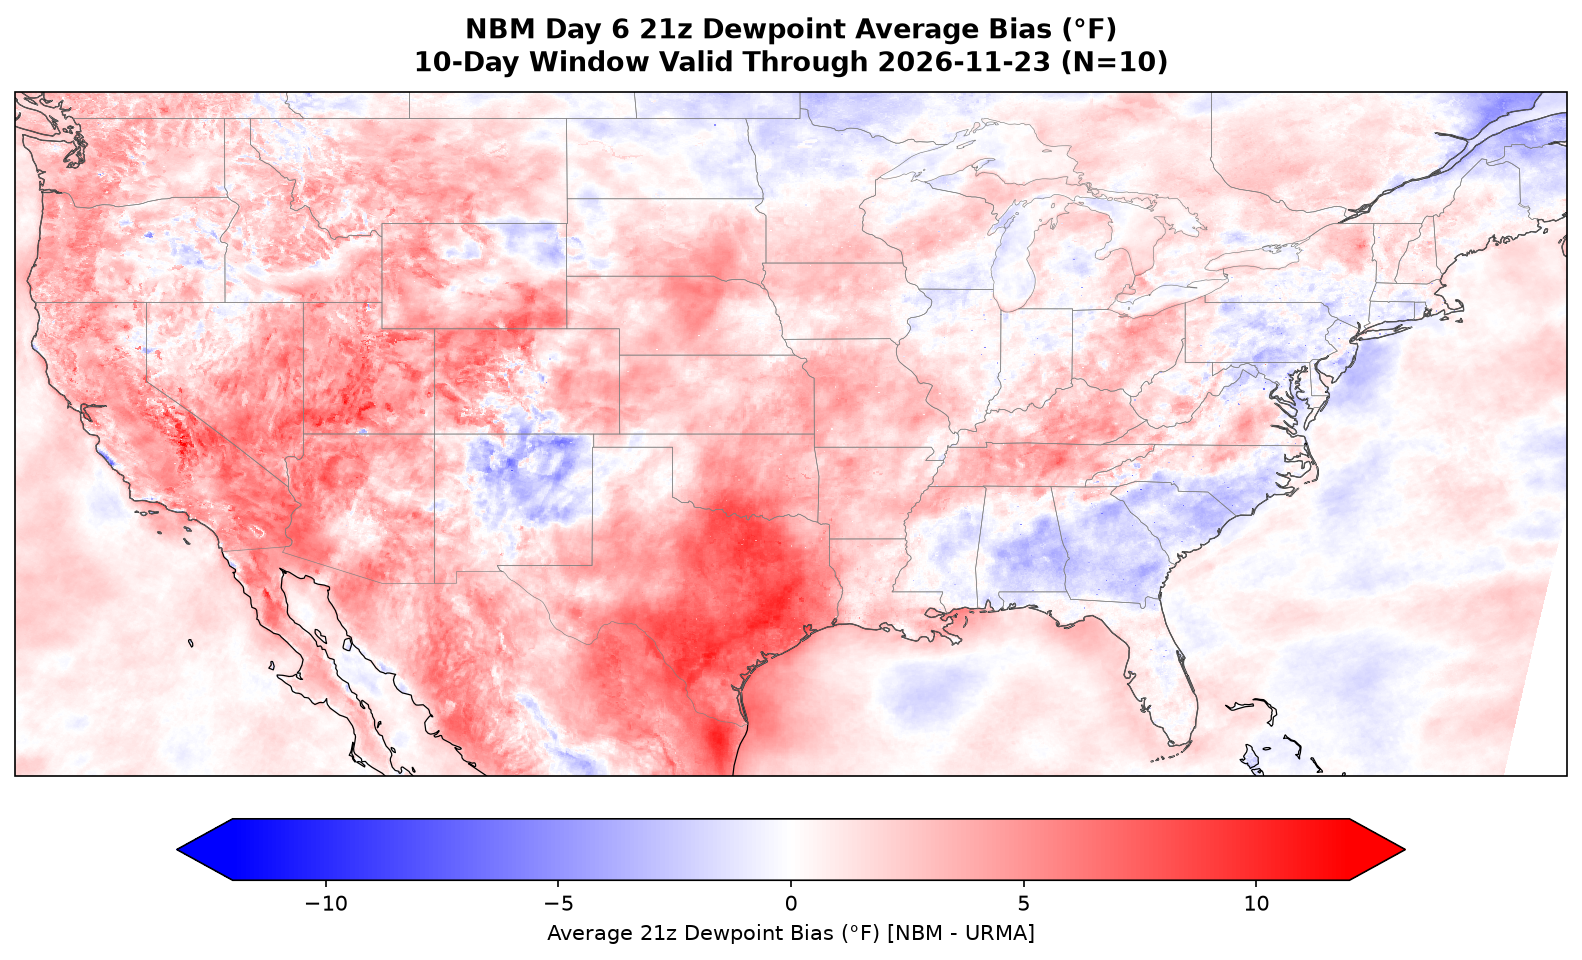 NBM Day 6 21z Dewpoint Average Bias (°F)
10-Day Window Valid Through 2026-11-23 (N=10)
−10 −5 0 5 10
Average 21z Dewpoint Bias (°F) [NBM - URMA]